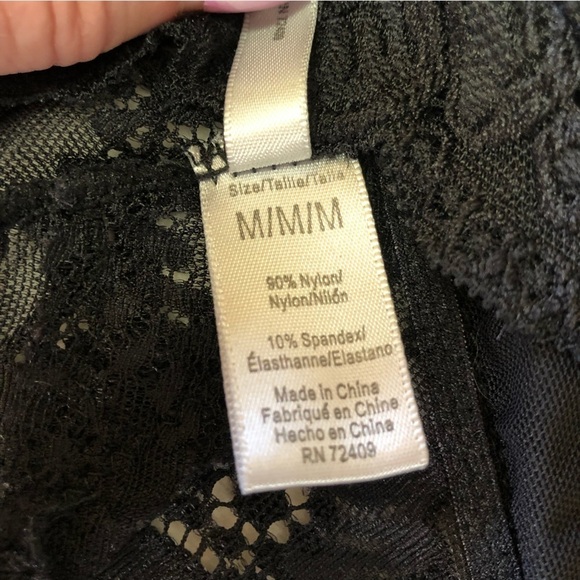 Size/Taille/Talla
M/M/M
90% Nylon/
Nylon/Nilón
10% Spandex/
Élasthanne/Elastano
Made in China
Fabriqué en Chine
Hecho en China
RN 72409